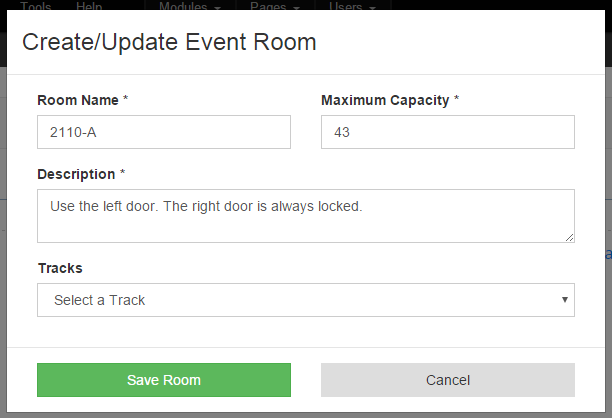 Tools Help Modules Pages Users
Create/Update Event Room
Room Name * Maximum Capacity *
2110-A 43
Description *
Use the left door. The right door is always locked.
Tracks
Select a Track
Save Room Cancel